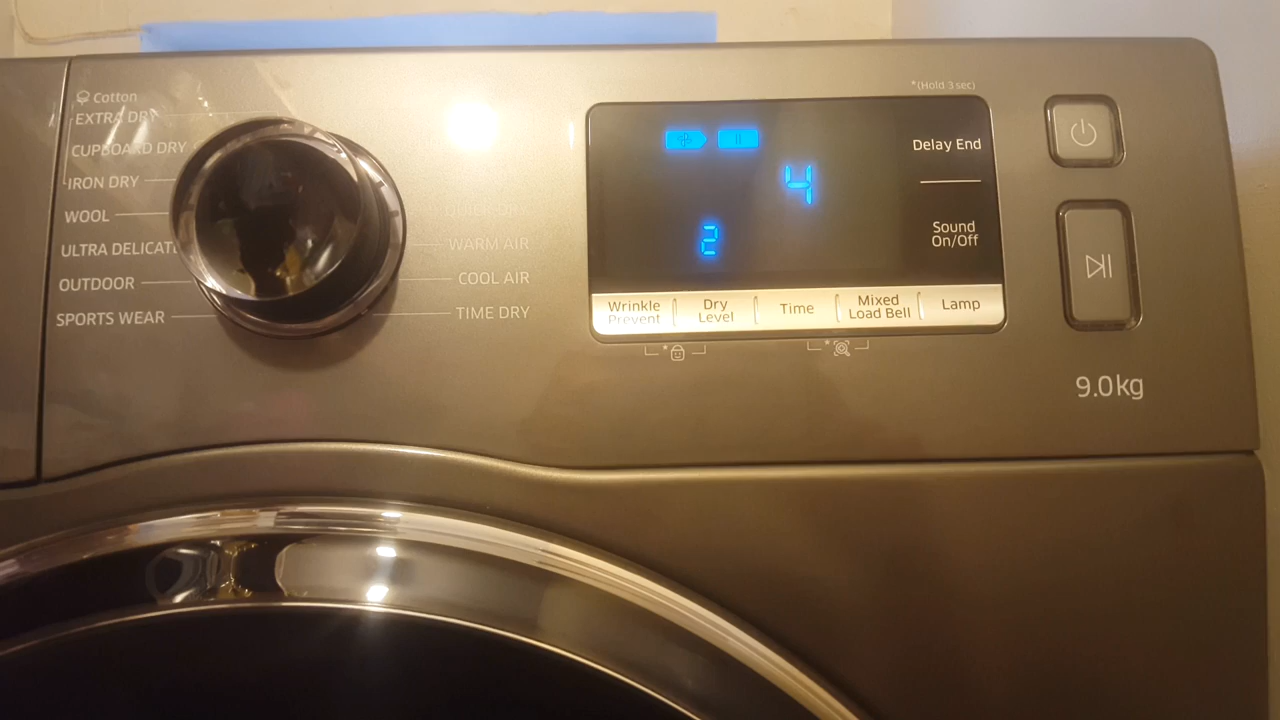 Cotton
EXTRA DRY
CUPBOARD DRY
IRON DRY
WOOL
ULTRA DELICATE
OUTDOOR
SPORTS WEAR
WARM AIR
COOL AIR
TIME DRY
*(Hold 3 sec)
Delay End
4
Sound
On/Off
2
Wrinkle
Prevent
Dry
Level
Time
Mixed
Load Bell
Lamp
*
*
9.0kg